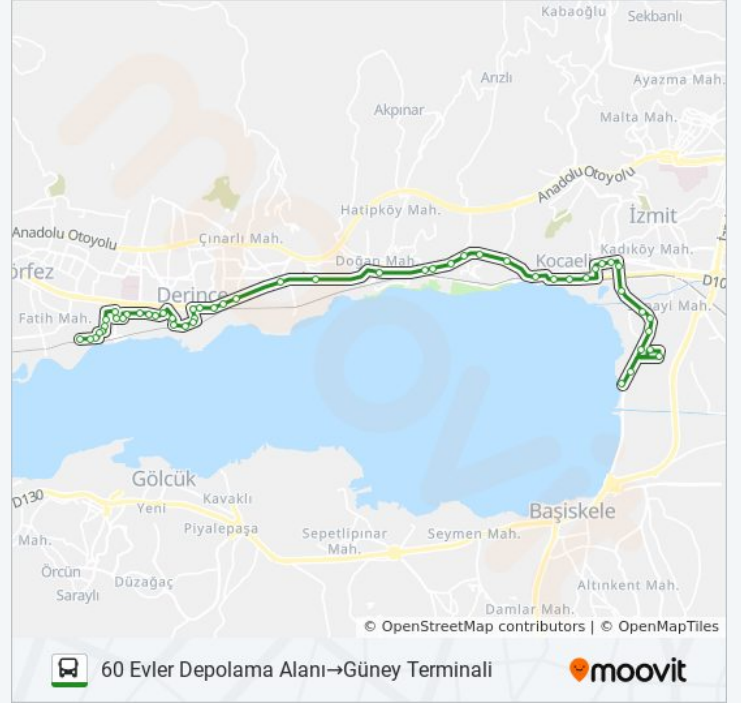 Kabaoğlu
Sekbanlı
Arızlı
Ayazma Mah.
Akpınar
Malta Mah.
Anadolu Otoyolu
Hatipköy Mah.
İzmit
Anadolu Otoyolu
Çınarlı Mah.
Kadıköy Mah.
Doğan Mah.
Kocaeli
örfez
D10
Derince
Fatih Mah.
nayi Mah.
Gölcük
D130
Kavaklı
Yeni
Başiskele
Piyalepaşa
Sepetlipınar
Mah.
Seymen Mah.
Mah.
Örcün
Düzağaç
Saraylı
Altınkent Mah.
Damlar Mah.
© OpenStreetMap contributors | © OpenMapTiles
60 Evler Depolama Alanı→Güney Terminali
moovit